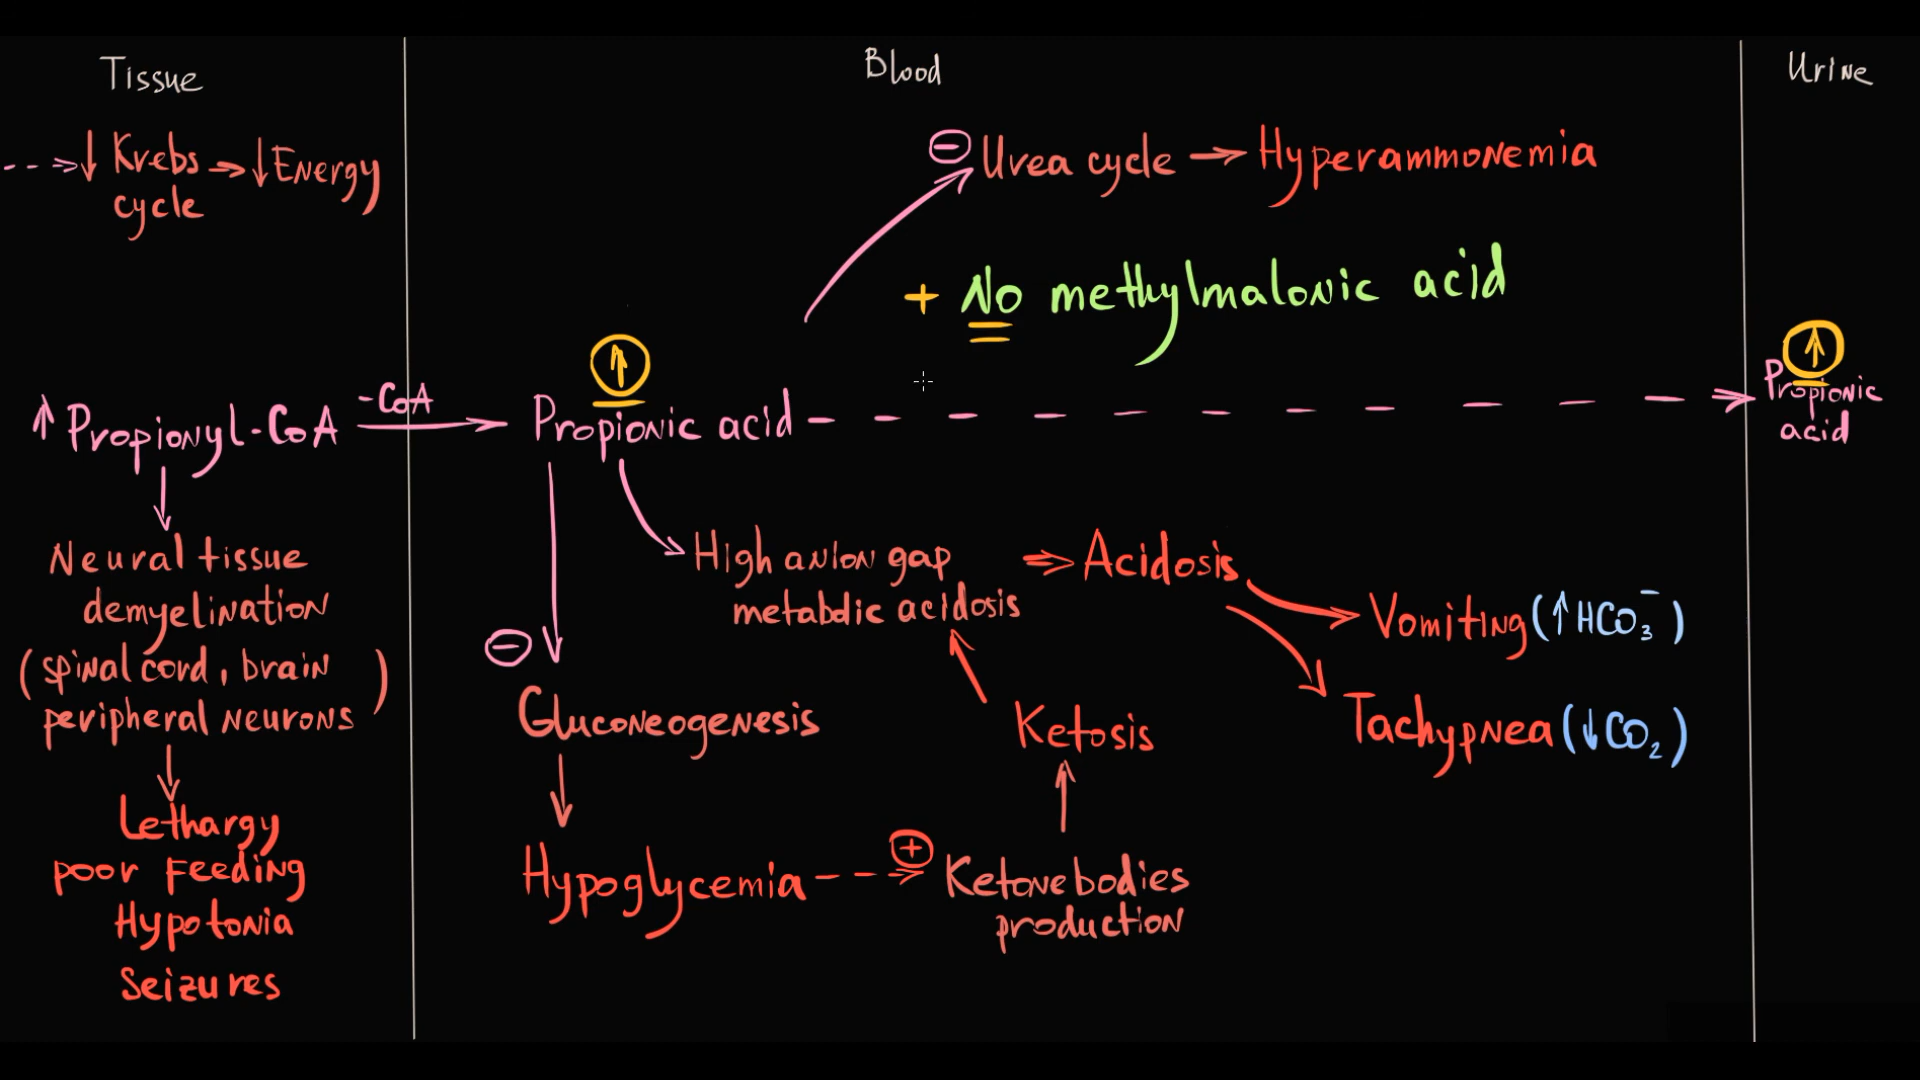 Tissue
Blood
Urine
↓ Krebs cycle → ↓ Energy
⊖ Urea cycle → Hyperammonemia
+ No methylmalonic acid
↑
↑
↑ Propionyl-CoA
-CoA
Propionic acid
Propionic
acid
Neural tissue
demyelination
(spinal cord, brain
peripheral neurons)
Lethargy
poor Feeding
Hypotonia
Seizures
High anion gap
metabolic acidosis
⇒ Acidosis
Vomiting (↑HCO₃⁻)
Tachypnea (↓CO₂)
⊖
Gluconeogenesis
Ketosis
Hypoglycemia
⊕
Ketone bodies
production